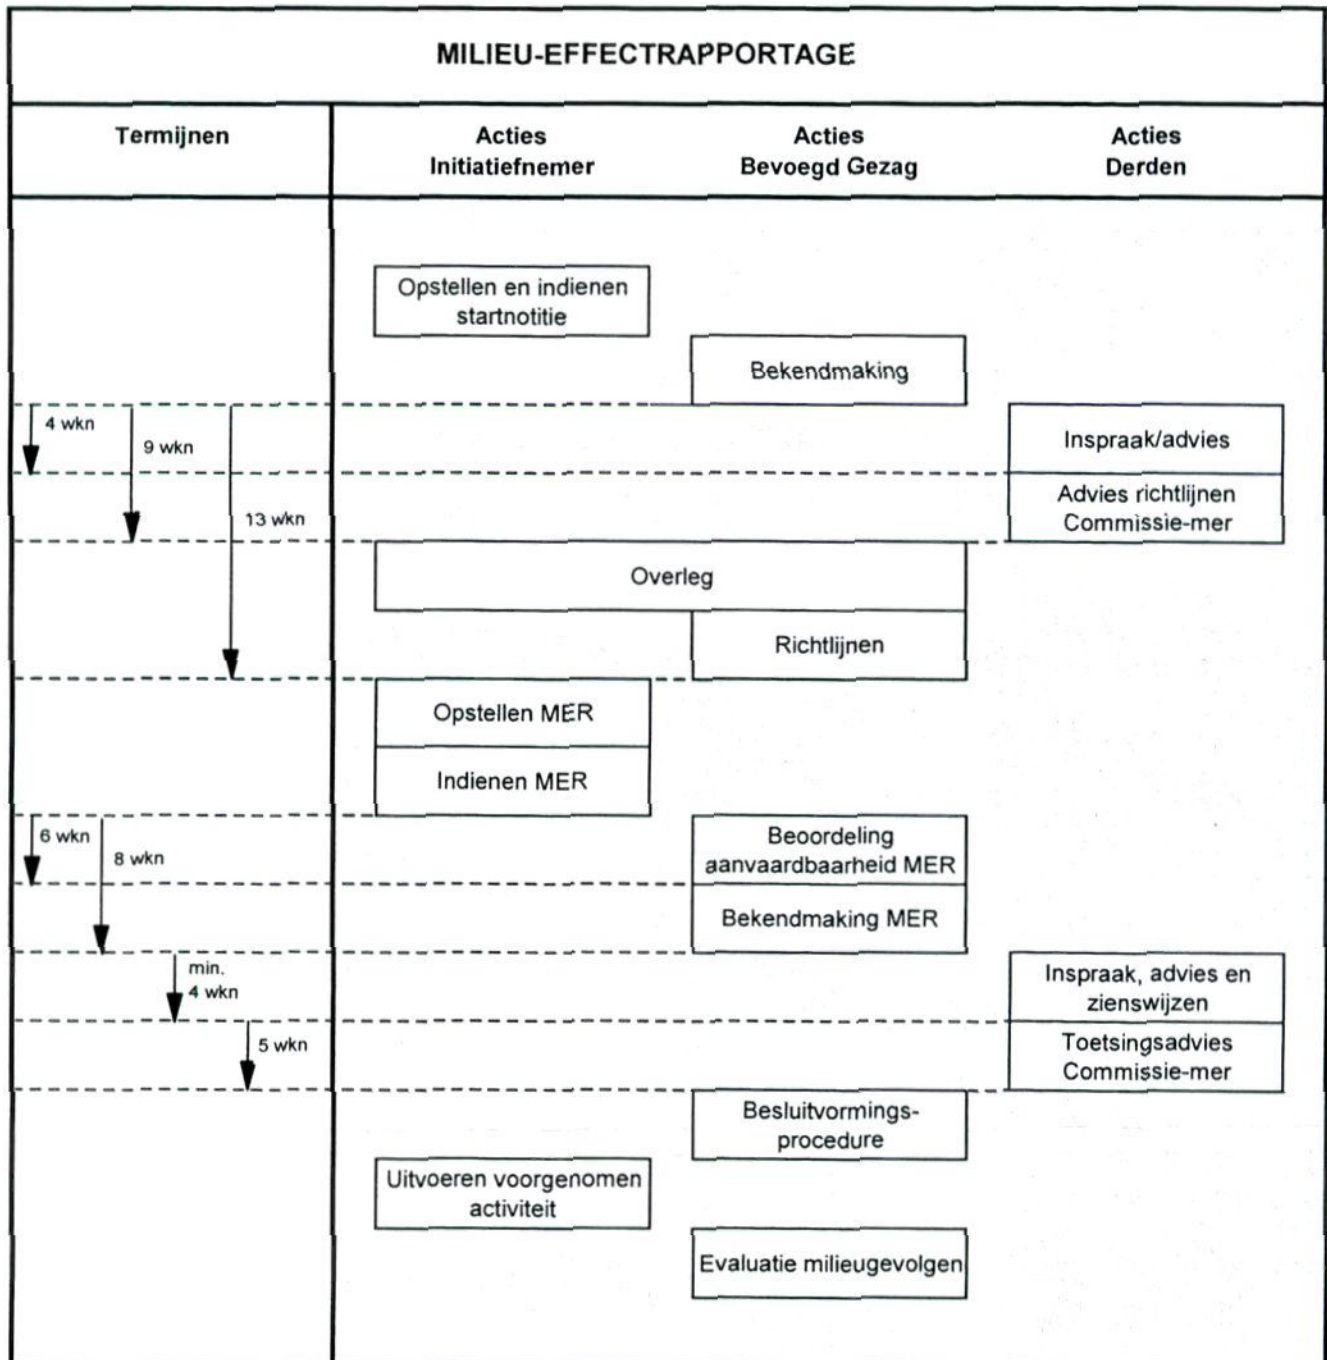 MILIEU-EFFECTRAPPORTAGE
Termijnen
Acties
Initiatiefnemer
Acties
Bevoegd Gezag
Acties
Derden
Opstellen en indienen
startnotitie
Bekendmaking
4 wkn
9 wkn
13 wkn
Inspraak/advies
Advies richtlijnen
Commissie-mer
Overleg
Richtlijnen
Opstellen MER
Indienen MER
6 wkn
8 wkn
Beoordeling
aanvaardbaarheid MER
Bekendmaking MER
min.
4 wkn
Inspraak, advies en
zienswijzen
5 wkn
Toetsingsadvies
Commissie-mer
Besluitvormings-
procedure
Uitvoeren voorgenomen
activiteit
Evaluatie milieugevolgen